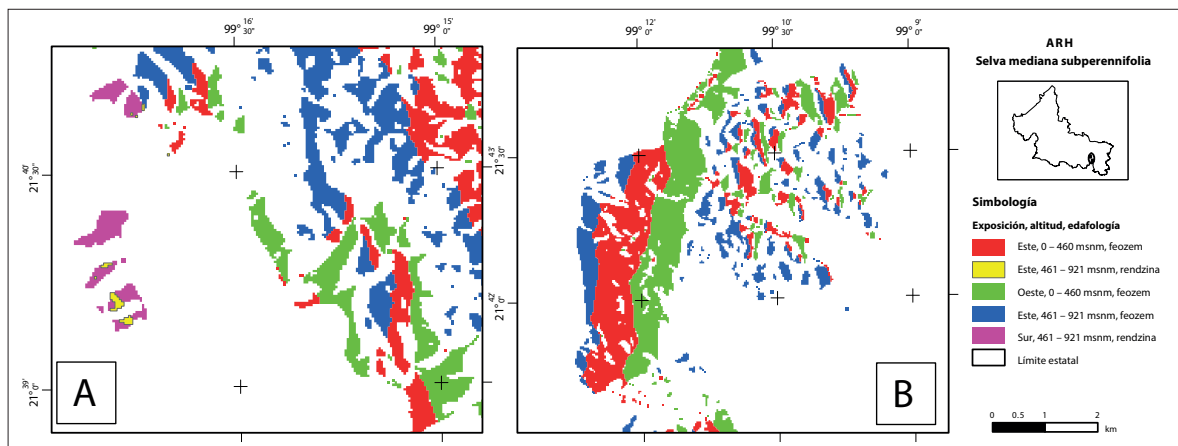 99° 16' 99° 15' 99° 12' 99° 10' 99° 9'
30" 0" 0" 30" 0"
21° 40' 30"
21° 39' 0"
21° 43' 30"
21° 42' 0"
A
B
ARH
Selva mediana subperennifolia
Simbología
Exposición, altitud, edafología
Este, 0 – 460 msnm, feozem
Este, 461 – 921 msnm, rendzina
Oeste, 0 – 460 msnm, feozem
Este, 461 – 921 msnm, feozem
Sur, 461 – 921 msnm, rendzina
Límite estatal
0 0.5 1 2
km